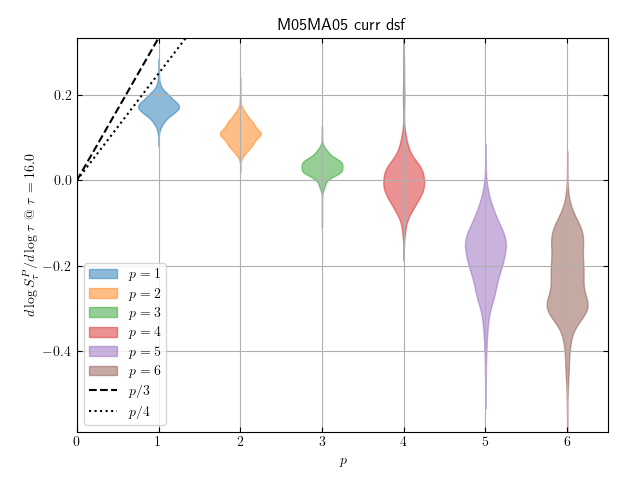 M05MA05 curr dsf
d log S_τ^P / d log τ @ τ = 16.0
0.2
0.0
−0.2
−0.4
p = 1
p = 2
p = 3
p = 4
p = 5
p = 6
p/3
p/4
0 1 2 3 4 5 6
p